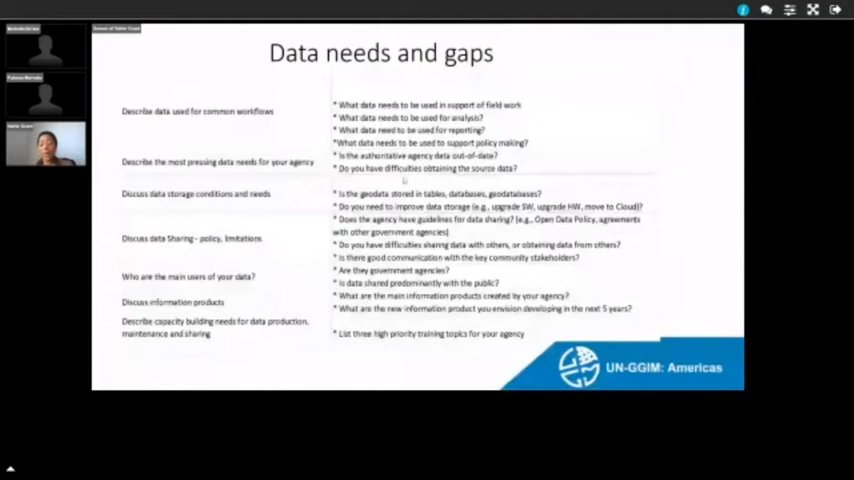 Data needs and gaps
Describe data used for common workflows
* What data needs to be used in support of field work
* What data needs to be used for analysis?
* What data need to be used for reporting?
*What data needs to be used to support policy making?
Describe the most pressing data needs for your agency
* Is the authoritative agency data out-of-date?
* Do you have difficulties obtaining the source data?
Discuss data storage conditions and needs
* Is the geodata stored in tables, databases, geodatabases?
* Do you need to improve data storage (e.g., upgrade SW, upgrade HW, move to Cloud)?
Discuss data Sharing - policy, limitations
* Does the agency have guidelines for data sharing? (e.g., Open Data Policy, agreements
with other government agencies)
* Do you have difficulties sharing data with others, or obtaining data from others?
* Is there good communication with the key community stakeholders?
Who are the main users of your data?
* Are they government agencies?
* Is data shared predominantly with the public?
Discuss information products
* What are the main information products created by your agency?
* What are the new information product you envision developing in the next 5 years?
Describe capacity building needs for data production,
maintenance and sharing
* List three high priority training topics for your agency
UN-GGIM: Americas